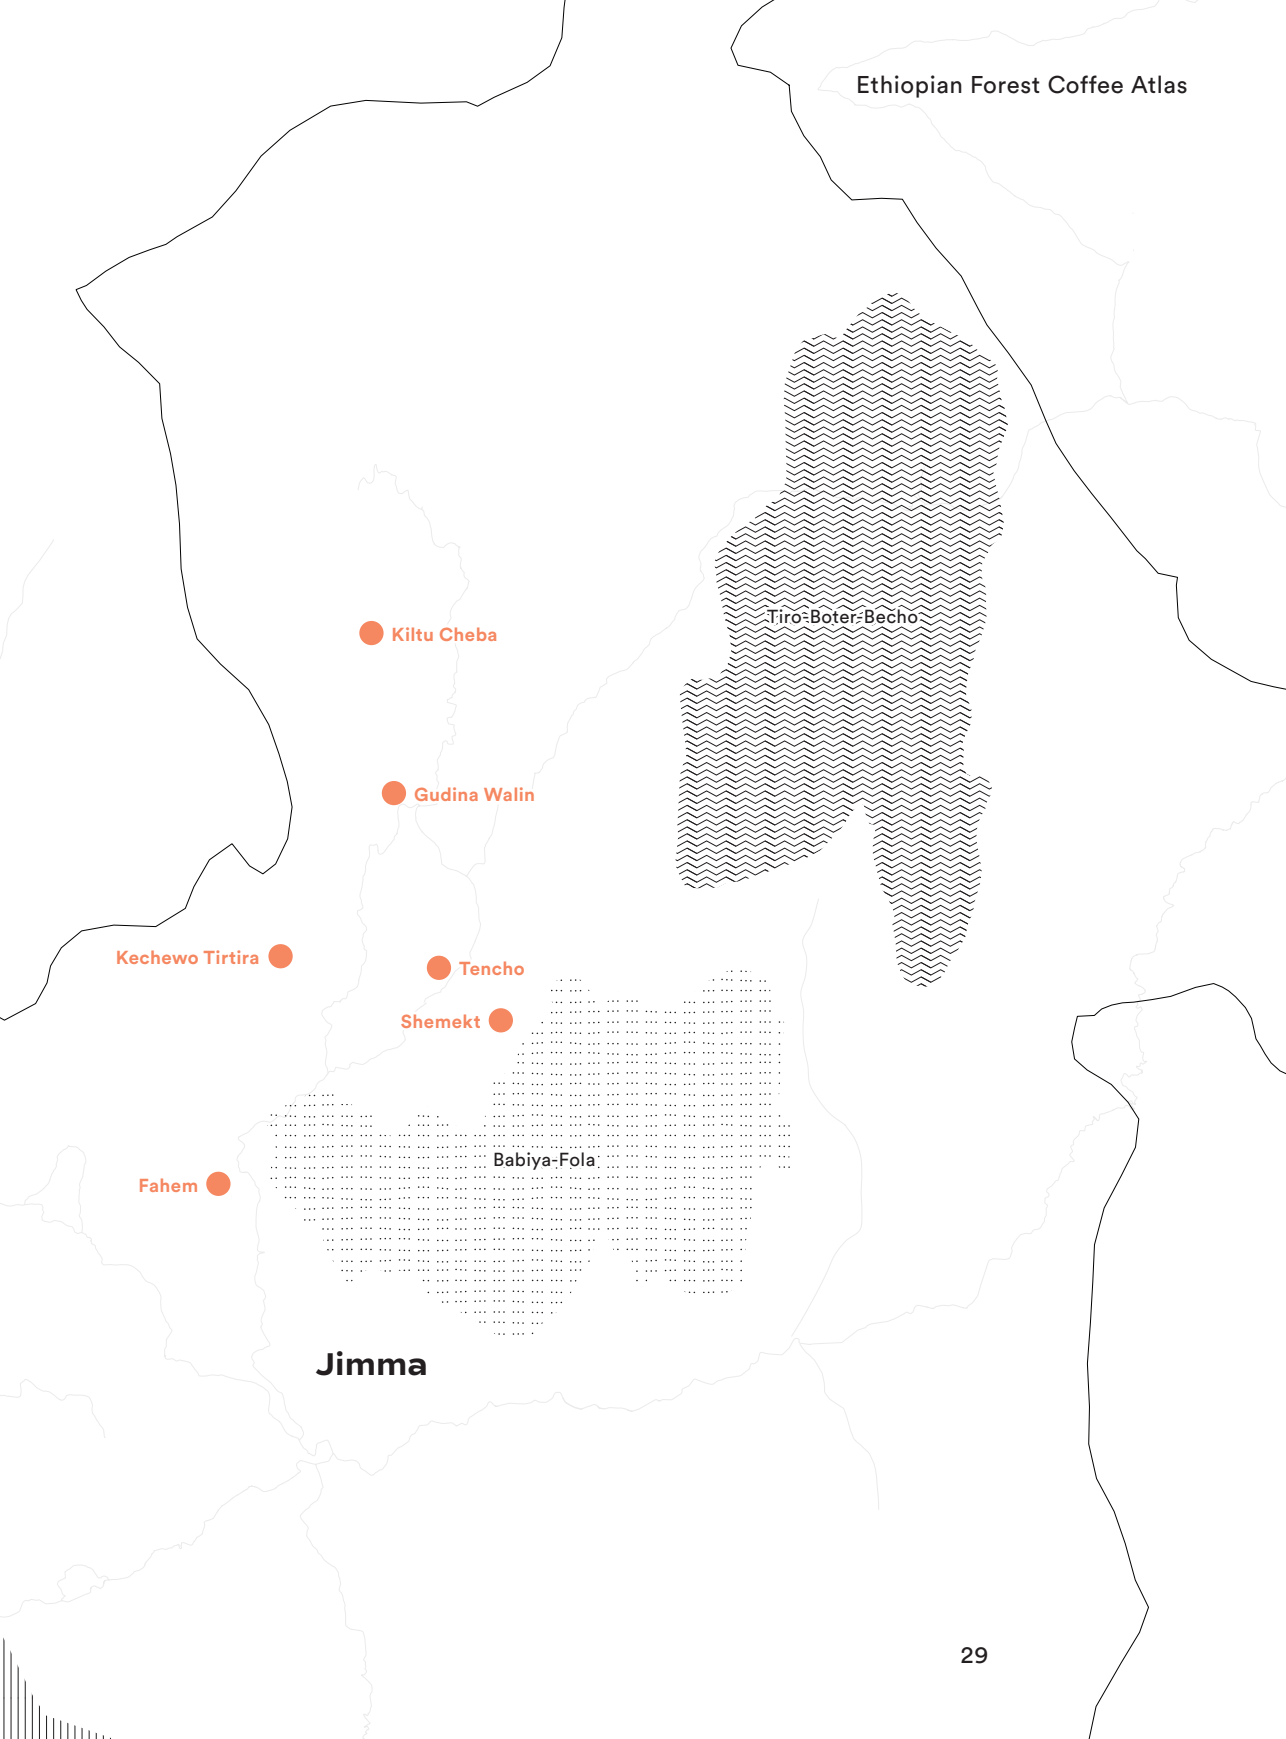 Ethiopian Forest Coffee Atlas
Tiro-Boter-Becho
Kiltu Cheba
Gudina Walin
Kechewo Tirtira
Tencho
Shemekt
Babiya-Fola
Fahem
Jimma
29